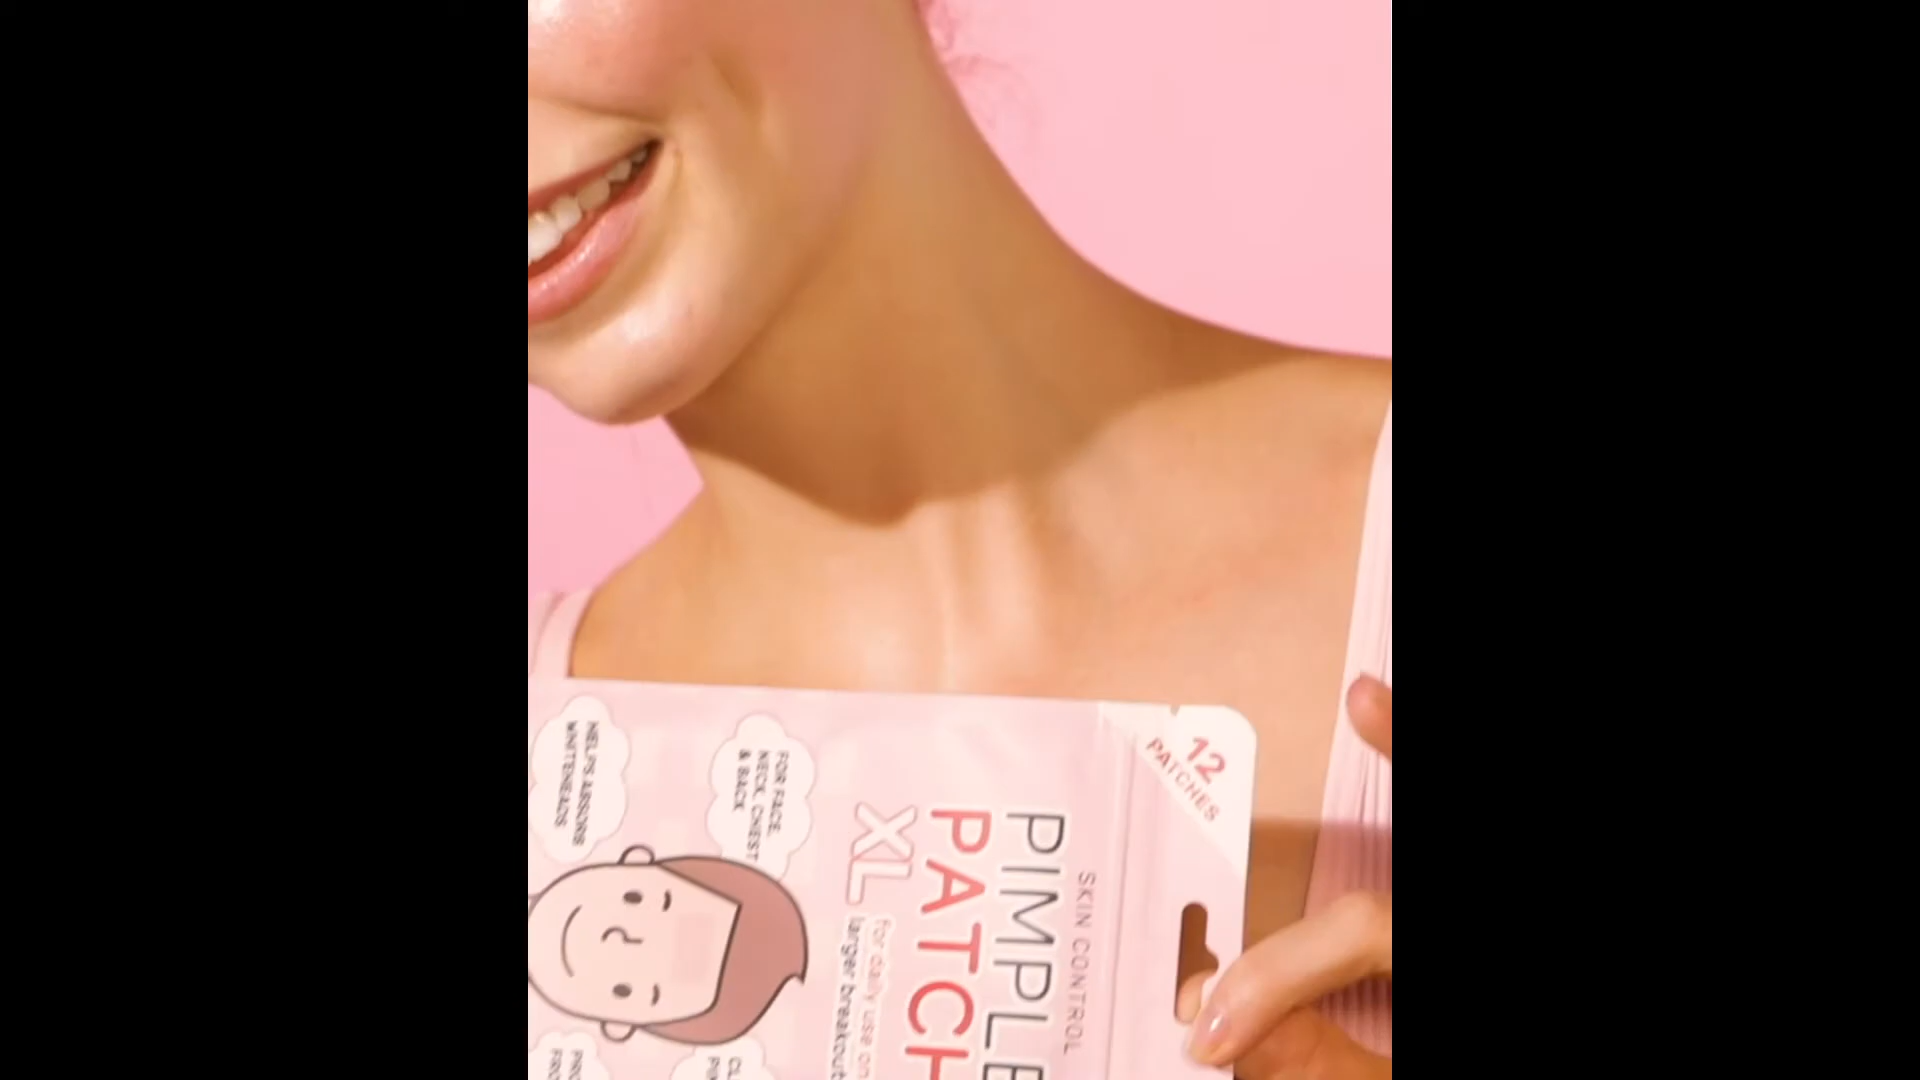 12
PATCHES
SKIN CONTROL
PIMPLE
PATCH
XL
for daily use on
larger breakout
FOR FACE,
NECK, CHEST
& BACK
HELPS ABSORB
WHITEHEADS